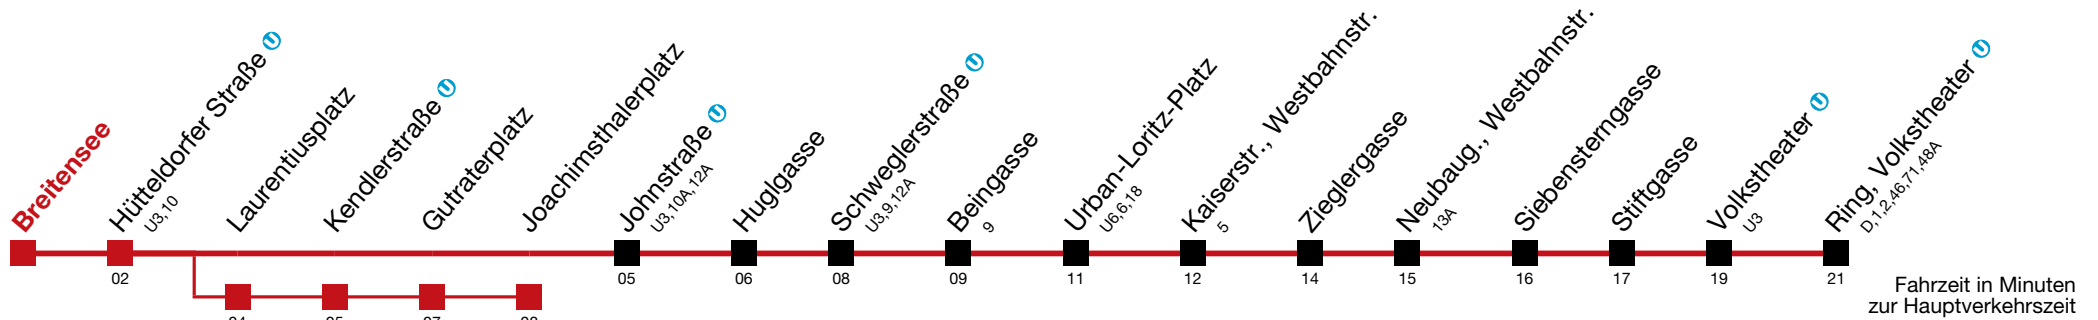 Breitensee
Hütteldorfer Straße
U3,10
Laurentiusplatz
Kendlerstraße
Gutraterplatz
Joachimsthalerplatz
Johnstraße
U3,10A,12A
Huglgasse
Schweglerstraße
U3,9,12A
Beingasse
9
Urban-Loritz-Platz
U6,6,18
Kaiserstr., Westbahnstr.
5
Zieglergasse
Neubaug., Westbahnstr.
13A
Siebensterngasse
Stiftgasse
Volkstheater
U3
Ring, Volkstheater
D,1,2,46,71,48A
02
05
06
08
09
11
12
14
15
16
17
19
21
Fahrzeit in Minuten
zur Hauptverkehrszeit